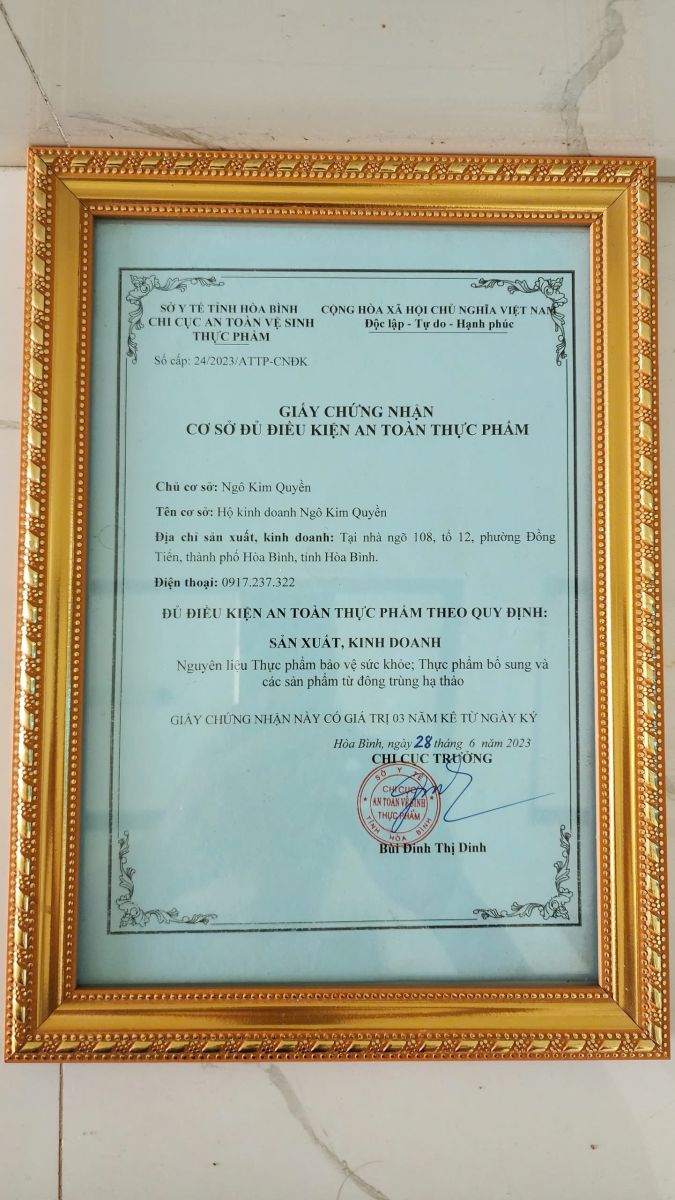 SỞ Y TẾ TỈNH HÒA BÌNH
CHI CỤC AN TOÀN VỆ SINH
THỰC PHẨM
CỘNG HÒA XÃ HỘI CHỦ NGHĨA VIỆT NAM
Độc lập - Tự do - Hạnh phúc
Số cấp: 24/2023/ATTP-CNĐK
GIẤY CHỨNG NHẬN
CƠ SỞ ĐỦ ĐIỀU KIỆN AN TOÀN THỰC PHẨM
Chủ cơ sở: Ngô Kim Quyền
Tên cơ sở: Hộ kinh doanh Ngô Kim Quyền
Địa chỉ sản xuất, kinh doanh: Tại nhà ngõ 108, tổ 12, phường Đồng
Tiến, thành phố Hòa Bình, tỉnh Hòa Bình.
Điện thoại: 0917.237.322
ĐỦ ĐIỀU KIỆN AN TOÀN THỰC PHẨM THEO QUY ĐỊNH:
SẢN XUẤT, KINH DOANH
Nguyên liệu Thực phẩm bảo vệ sức khỏe; Thực phẩm bổ sung và
các sản phẩm từ đông trùng hạ thảo
GIẤY CHỨNG NHẬN NÀY CÓ GIÁ TRỊ 03 NĂM KỂ TỪ NGÀY KÝ
Hòa Bình, ngày 28 tháng 6 năm 2023
CHI CỤC TRƯỞNG
SỞ Y TẾ
CHI CỤC
AN TOÀN VỆ SINH
THỰC PHẨM
TỈNH HÒA BÌNH
Bùi Đinh Thị Dinh